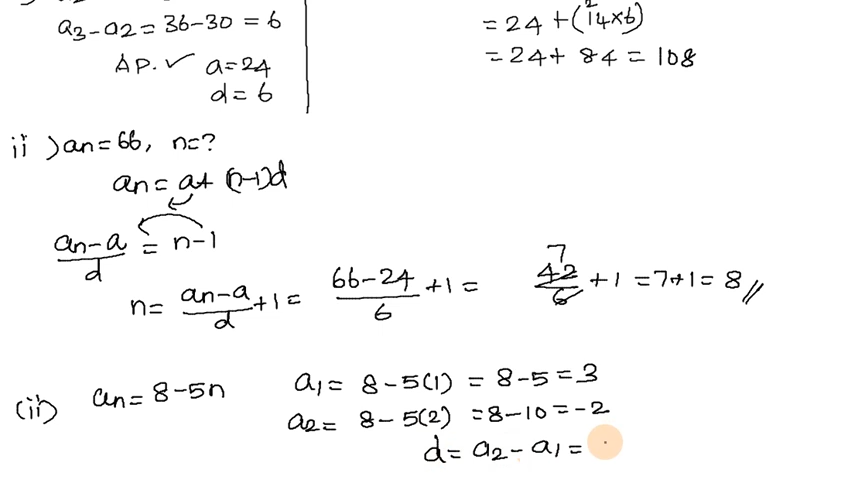 a₃-a₂ = 36-30 = 6
AP. ✓ a=24
d = 6
= 24 + (14×6)
= 24 + 84 = 108
ii) an = 66, n=?
an = a+(n-1)d
(an-a)/d = n-1
n = (an-a)/d + 1 = (66-24)/6 + 1 = 42/6 7 + 1 = 7+1 = 8 //
(ii) an = 8-5n a₁ = 8-5(1) = 8-5 = 3
a₂ = 8-5(2) = 8-10 = -2
d = a₂ - a₁ =